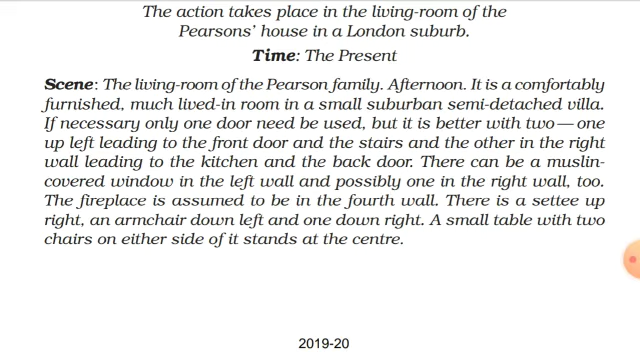 The action takes place in the living-room of the
Pearsons' house in a London suburb.
Time: The Present
Scene: The living-room of the Pearson family. Afternoon. It is a comfortably
furnished, much lived-in room in a small suburban semi-detached villa.
If necessary only one door need be used, but it is better with two — one
up left leading to the front door and the stairs and the other in the right
wall leading to the kitchen and the back door. There can be a muslin-
covered window in the left wall and possibly one in the right wall, too.
The fireplace is assumed to be in the fourth wall. There is a settee up
right, an armchair down left and one down right. A small table with two
chairs on either side of it stands at the centre.
2019-20